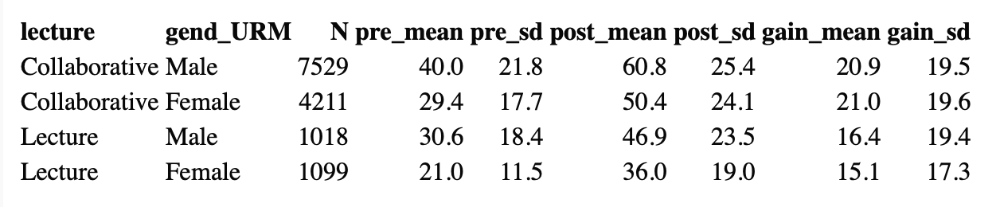 lecture gend_URM N pre_mean pre_sd post_mean post_sd gain_mean gain_sd
Collaborative Male 7529 40.0 21.8 60.8 25.4 20.9 19.5
Collaborative Female 4211 29.4 17.7 50.4 24.1 21.0 19.6
Lecture Male 1018 30.6 18.4 46.9 23.5 16.4 19.4
Lecture Female 1099 21.0 11.5 36.0 19.0 15.1 17.3